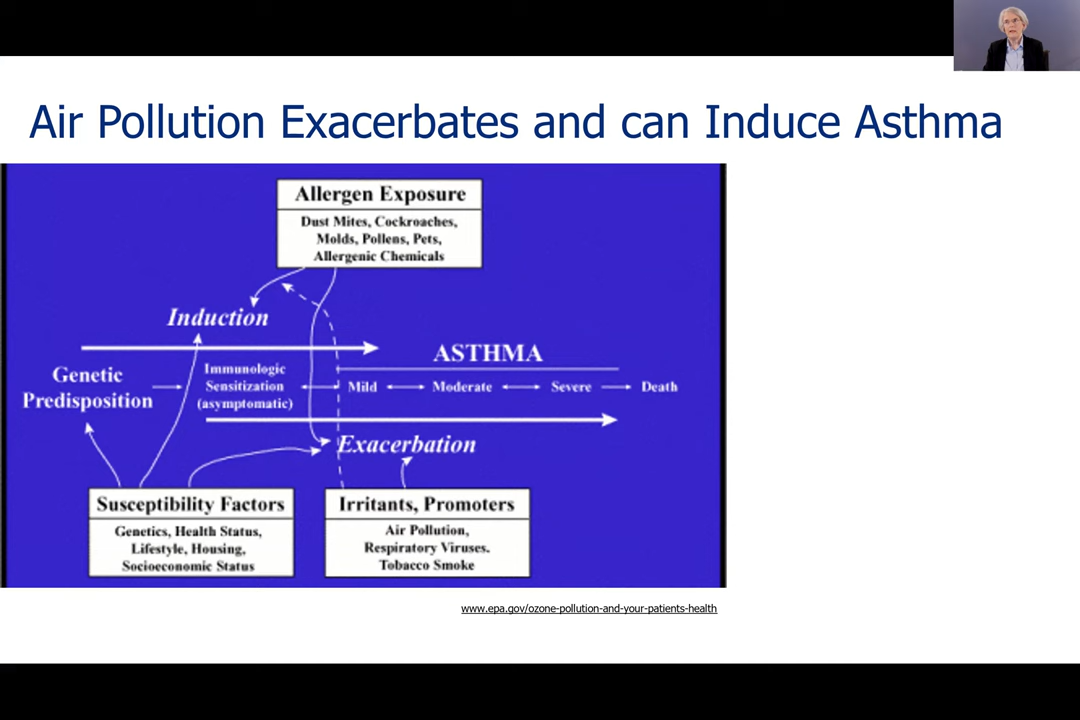 Air Pollution Exacerbates and can Induce Asthma
Allergen Exposure
Dust Mites, Cockroaches,
Molds, Pollens, Pets,
Allergenic Chemicals
Induction
ASTHMA
Genetic
Predisposition
Immunologic
Sensitization
(asymptomatic)
Mild
Moderate
Severe
Death
Exacerbation
Susceptibility Factors
Genetics, Health Status,
Lifestyle, Housing,
Socioeconomic Status
Irritants, Promoters
Air Pollution,
Respiratory Viruses.
Tobacco Smoke
www.epa.gov/ozone-pollution-and-your-patients-health